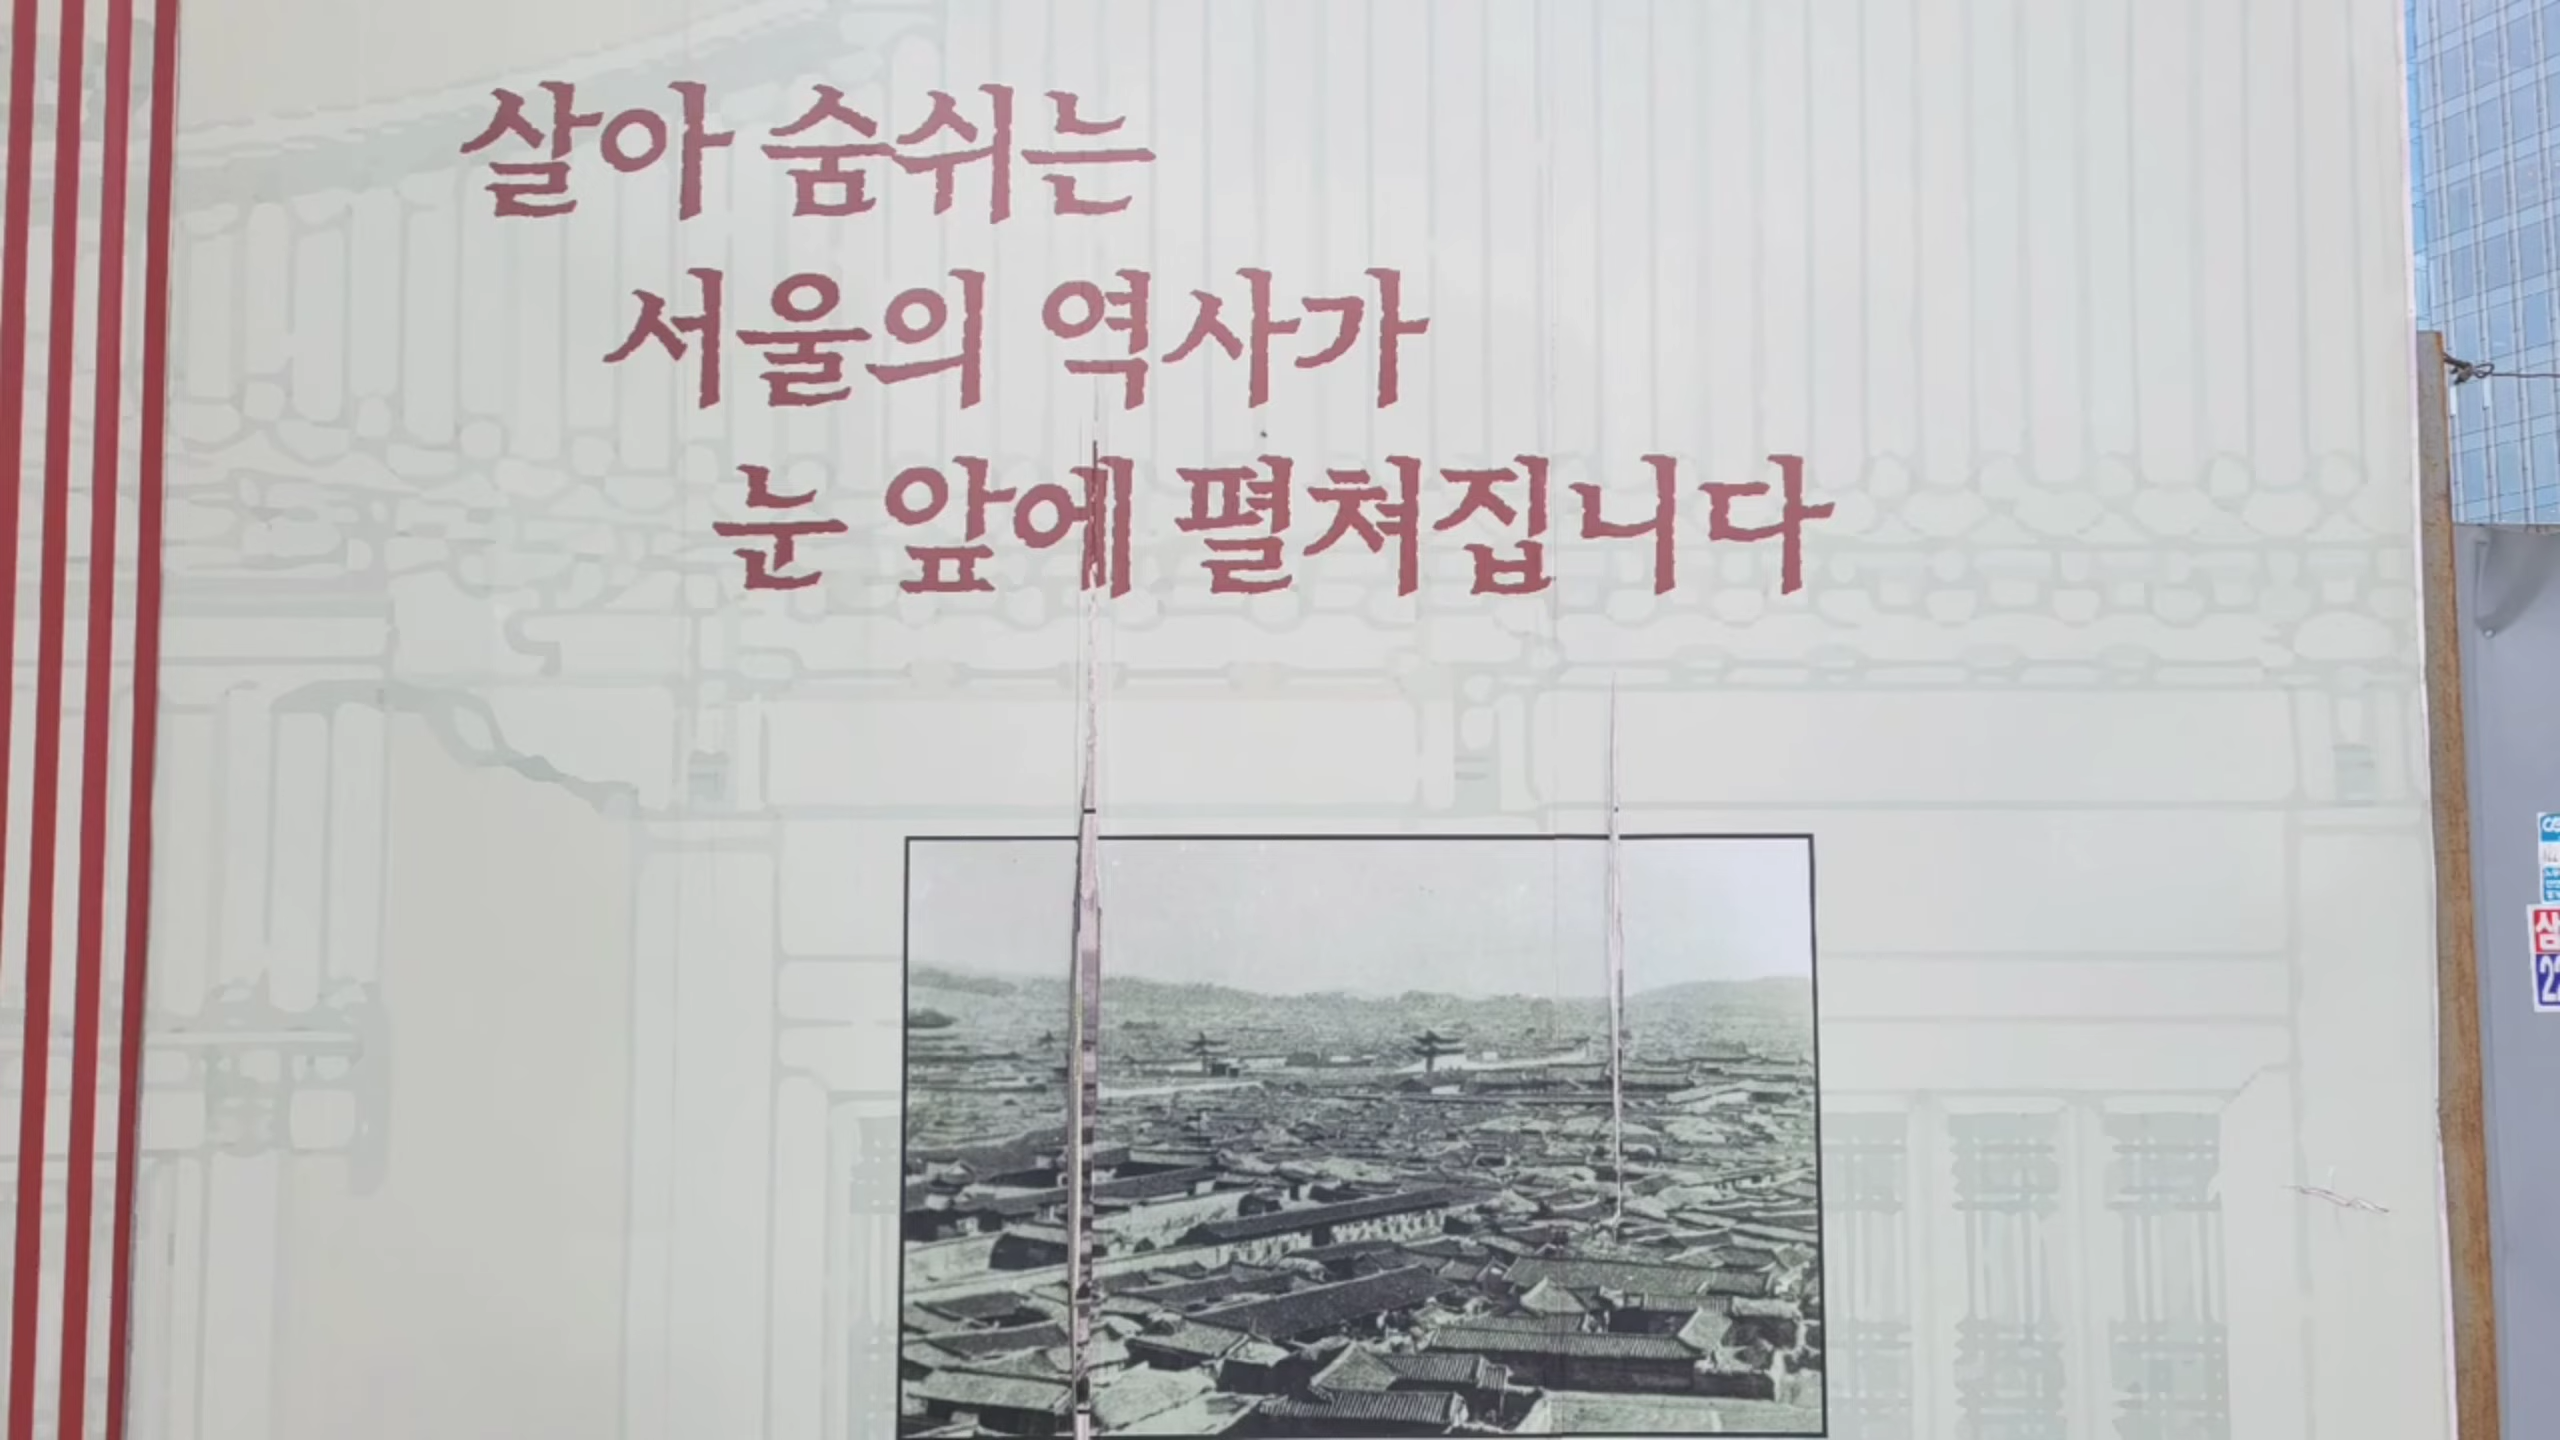 살아 숨쉬는
서울의 역사가
눈 앞에 펼쳐집니다